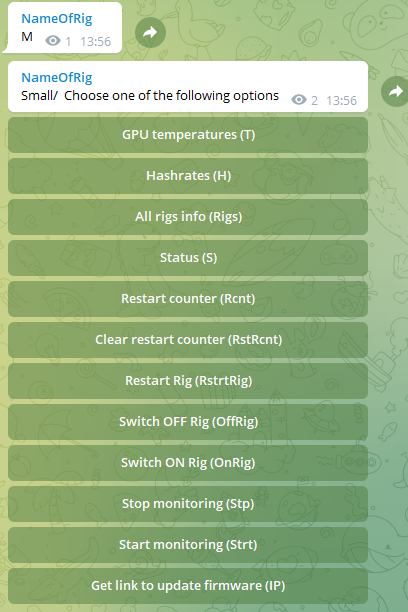 NameOfRig
M 1 13:56
NameOfRig
Small/ Choose one of the following options 2 13:56
GPU temperatures (T)
Hashrates (H)
All rigs info (Rigs)
Status (S)
Restart counter (Rcnt)
Clear restart counter (RstRcnt)
Restart Rig (RstrtRig)
Switch OFF Rig (OffRig)
Switch ON Rig (OnRig)
Stop monitoring (Stp)
Start monitoring (Strt)
Get link to update firmware (IP)